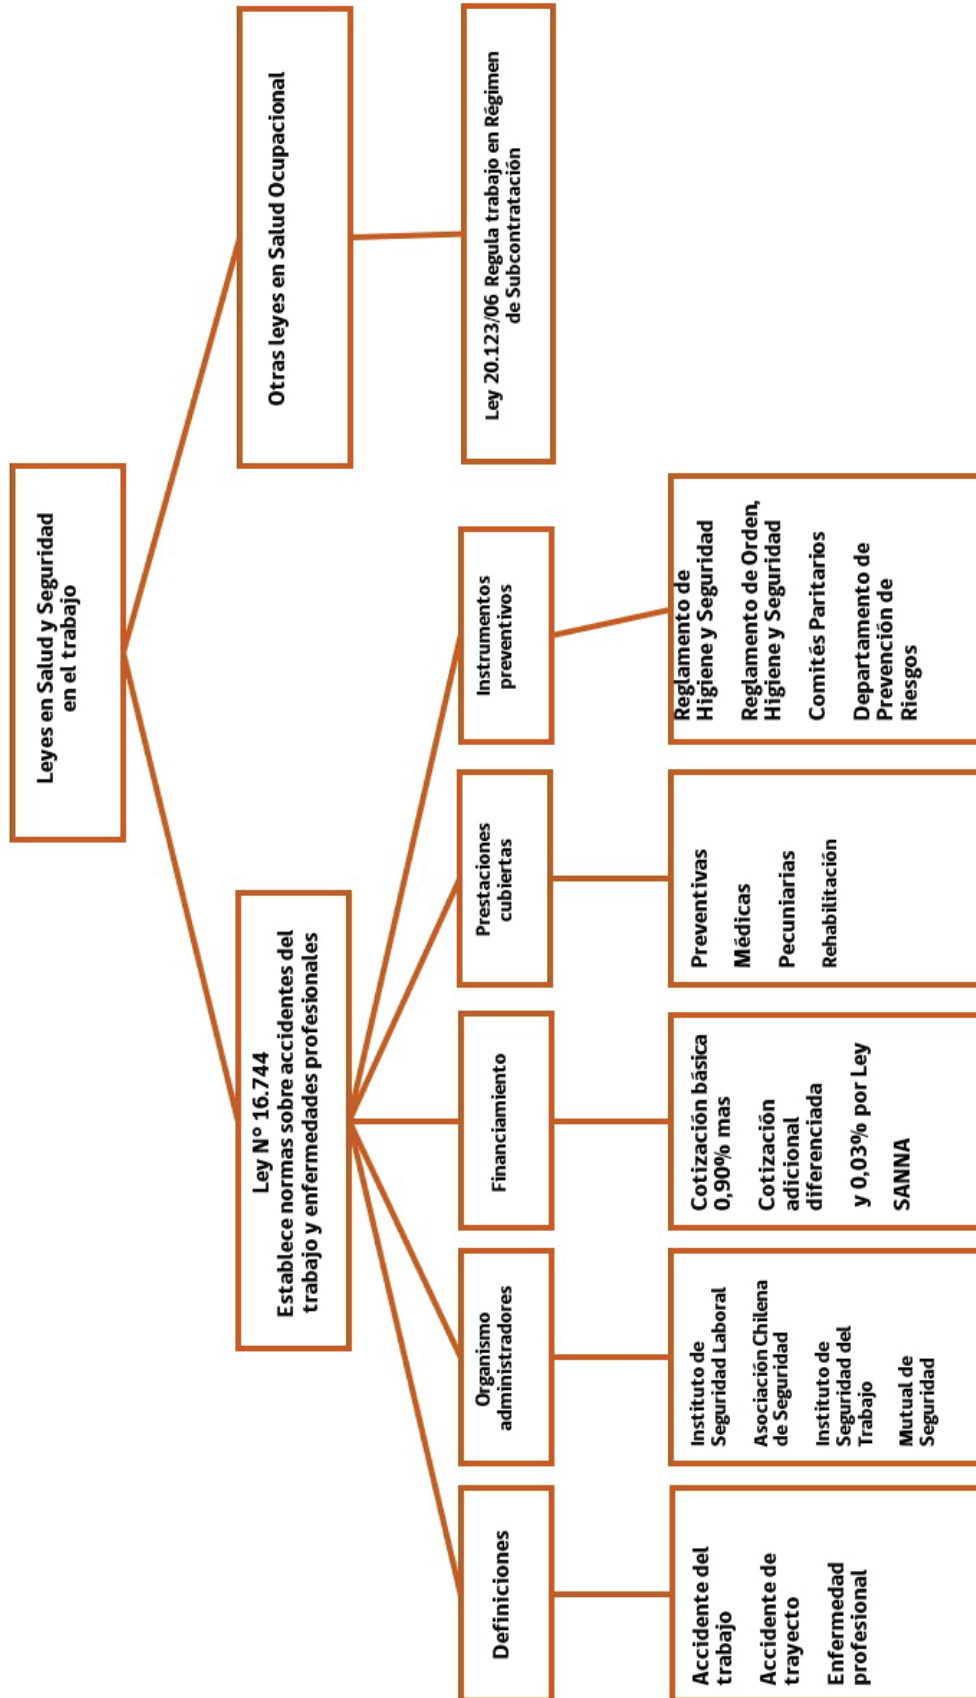 Leyes en Salud y Seguridad
en el trabajo
Ley N° 16.744
Establece normas sobre accidentes del
trabajo y enfermedades profesionales
Otras leyes en Salud Ocupacional
Definiciones
Organismo
administradores
Financiamiento
Prestaciones
cubiertas
Instrumentos
preventivos
Ley 20.123/06 Regula trabajo en Régimen
de Subcontratación
Accidente del
trabajo
Accidente de
trayecto
Enfermedad
profesional
Instituto de
Seguridad Laboral
Asociación Chilena
de Seguridad
Instituto de
Seguridad del
Trabajo
Mutual de
Seguridad
Cotización básica
0,90% mas
Cotización
adicional
diferenciada
y 0,03% por Ley
SANNA
Preventivas
Médicas
Pecuniarias
Rehabilitación
Reglamento de
Higiene y Seguridad
Reglamento de Orden,
Higiene y Seguridad
Comités Paritarios
Departamento de
Prevención de
Riesgos